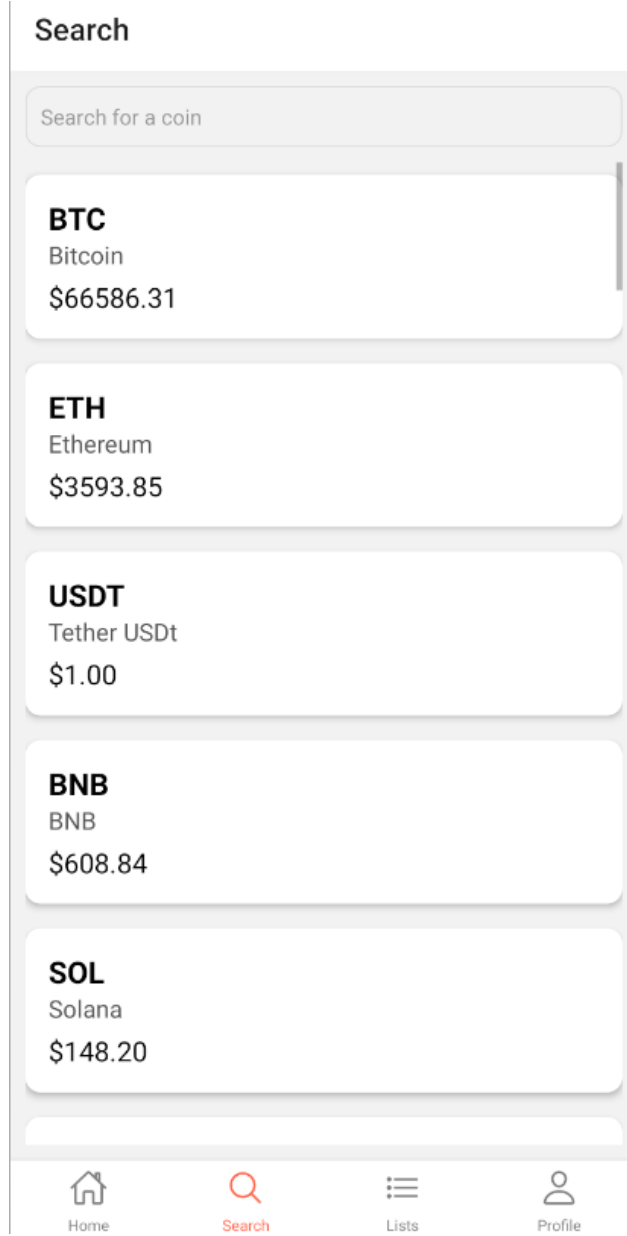 Search
Search for a coin
BTC
Bitcoin
$66586.31
ETH
Ethereum
$3593.85
USDT
Tether USDt
$1.00
BNB
BNB
$608.84
SOL
Solana
$148.20
Home
Search
Lists
Profile